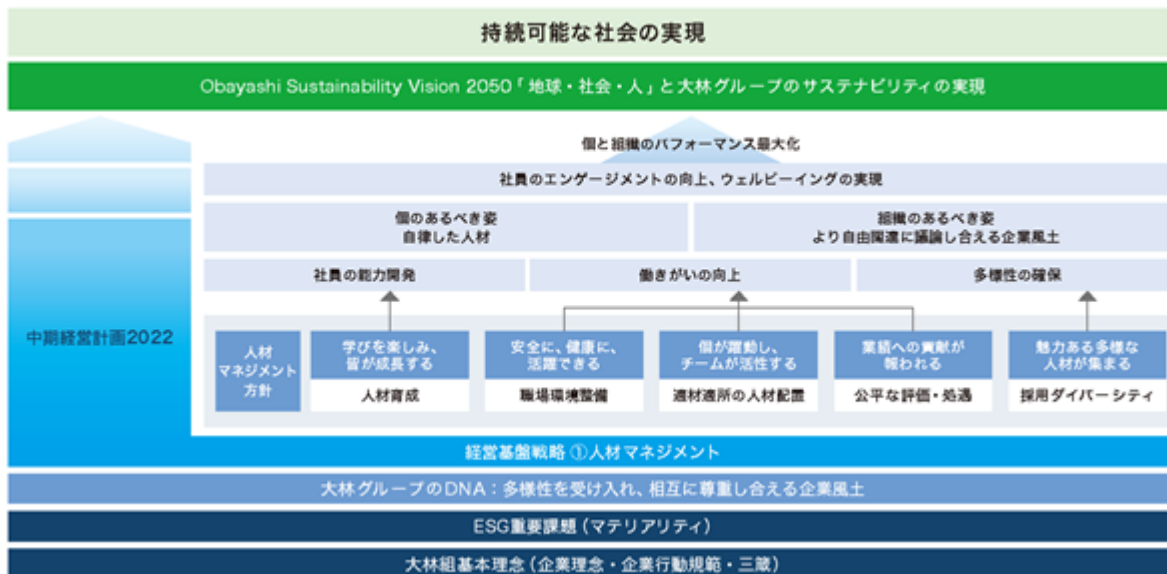 持続可能な社会の実現
Obayashi Sustainability Vision 2050「地球・社会・人」と大林グループのサステナビリティの実現
個と組織のパフォーマンス最大化
社員のエンゲージメントの向上、ウェルビーイングの実現
個のあるべき姿
自律した人材
組織のあるべき姿
より自由闊達に議論し合える企業風土
社員の能力開発
働きがいの向上
多様性の確保
中期経営計画2022
人材
マネジメント
方針
学びを楽しみ、
皆が成長する
人材育成
安全に、健康に、
活躍できる
職場環境整備
個が躍動し、
チームが活性する
適材適所の人材配置
業績への貢献が
報われる
公平な評価・処遇
魅力ある多様な
人材が集まる
採用ダイバーシティ
経営基盤戦略 ①人材マネジメント
大林グループのDNA：多様性を受け入れ、相互に尊重し合える企業風土
ESG重要課題（マテリアリティ）
大林組基本理念（企業理念・企業行動規範・三箴）